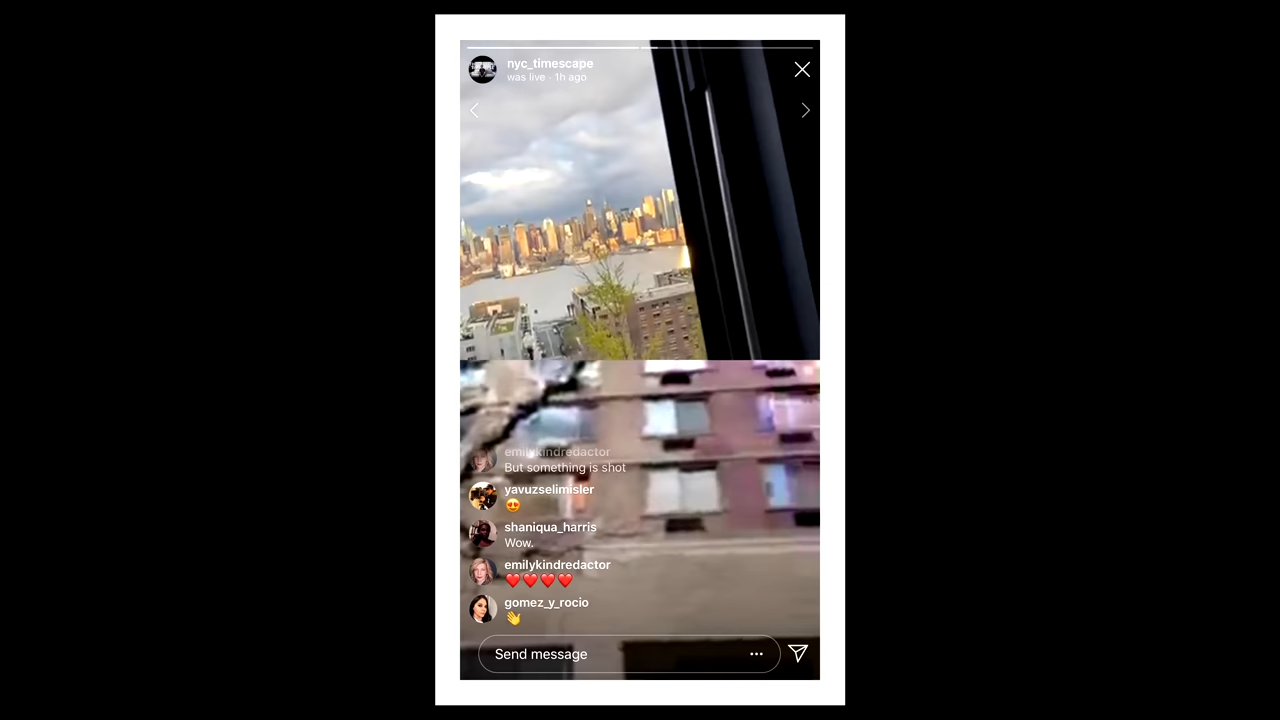 nyc_timescape
was live · 1h ago
emilykindredactor
But something is shot
yavuzselimisler
😍
shaniqua_harris
Wow.
emilykindredactor
❤️❤️❤️❤️
gomez_y_rocio
👋
Send message